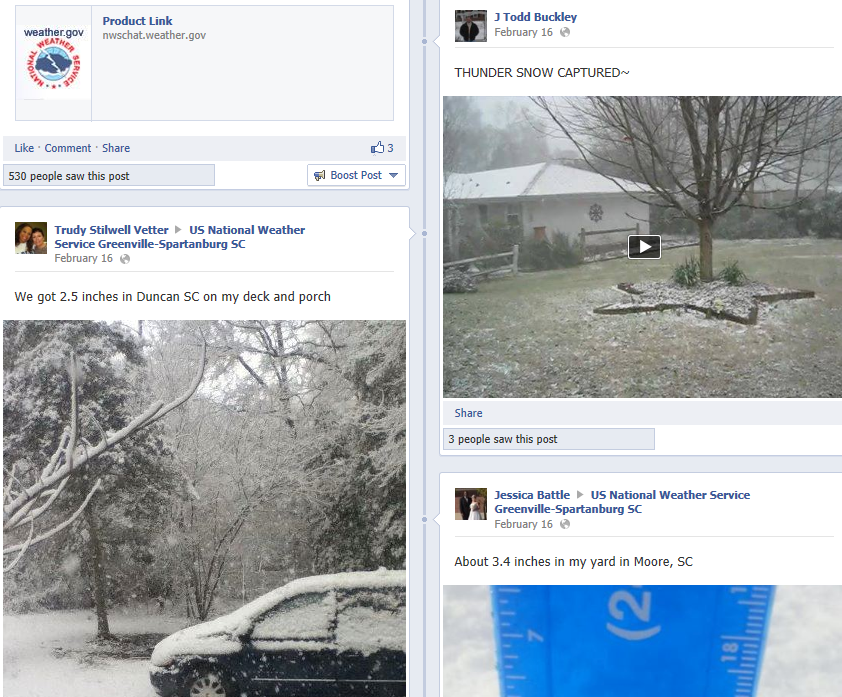 weather.gov
NATIONAL WEATHER SERVICE
Product Link
nwschat.weather.gov
Like · Comment · Share
3
530 people saw this post
Boost Post
Trudy Stilwell Vetter ▶ US National Weather
Service Greenville-Spartanburg SC
February 16
We got 2.5 inches in Duncan SC on my deck and porch
J Todd Buckley
February 16
THUNDER SNOW CAPTURED~
Share
3 people saw this post
Jessica Battle ▶ US National Weather Service
Greenville-Spartanburg SC
February 16
About 3.4 inches in my yard in Moore, SC
7
(2
18